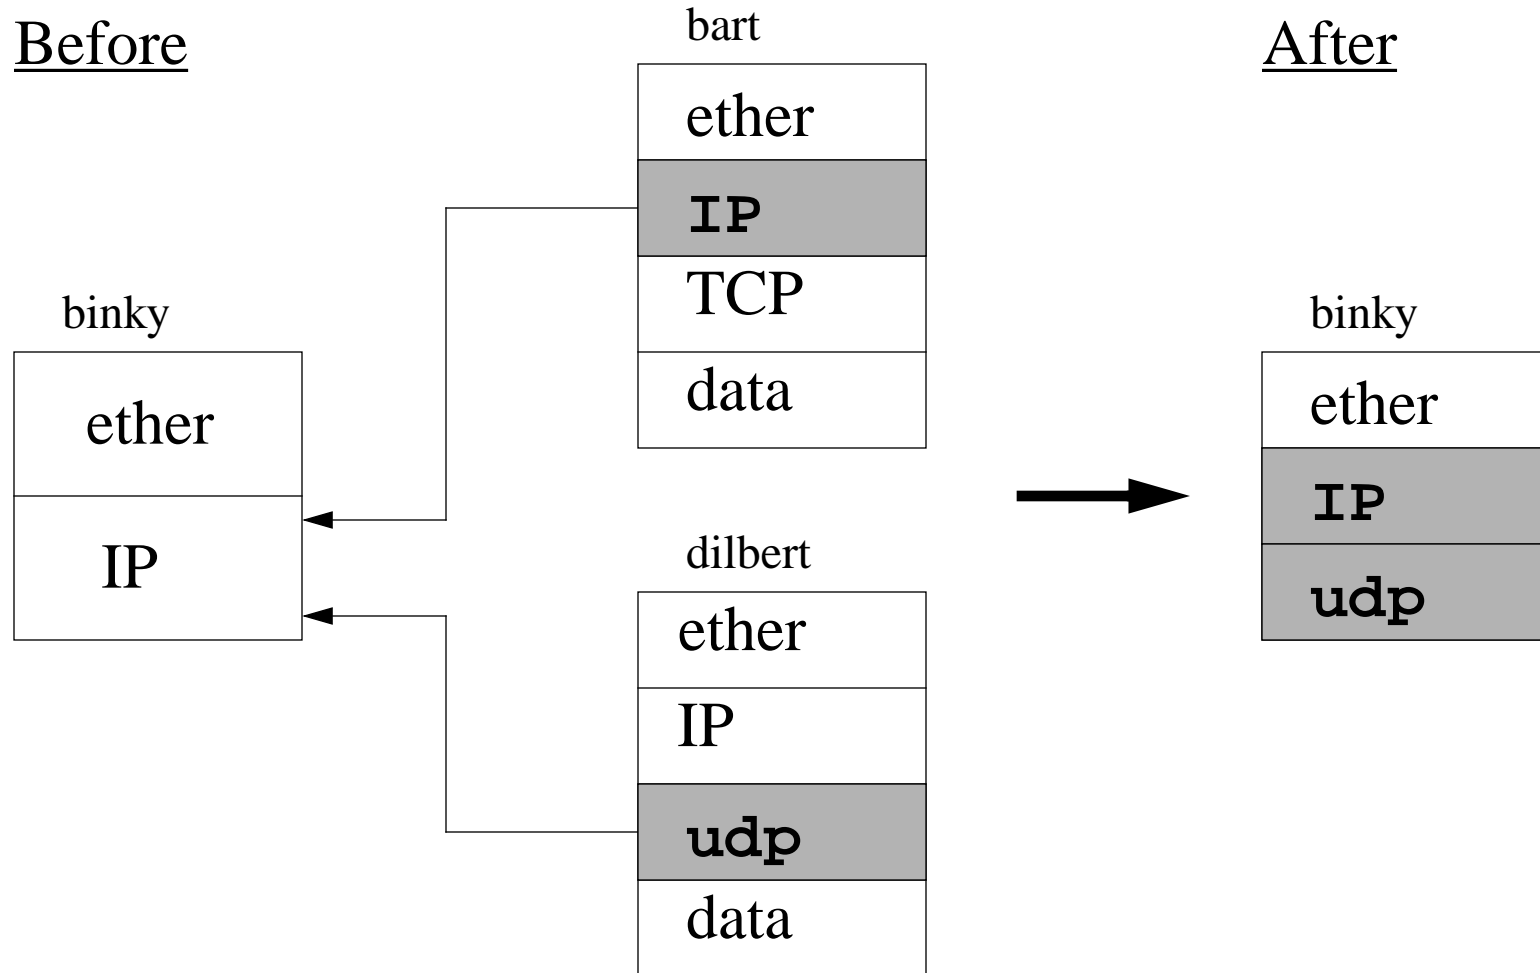 Before
binky
ether
IP
bart
ether
IP
TCP
data
dilbert
ether
IP
udp
data
After
binky
ether
IP
udp